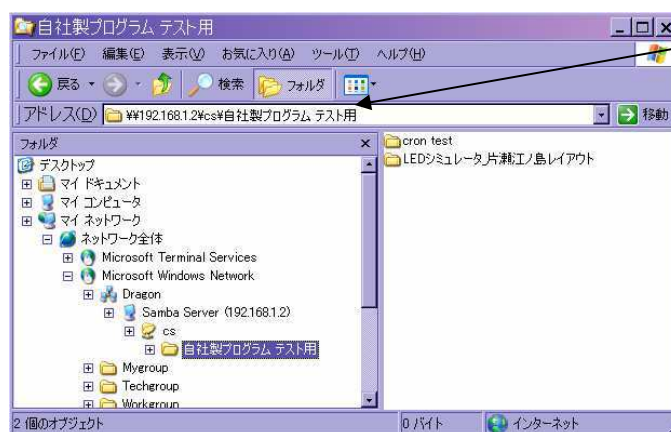 自社製プログラム テスト用
ファイル(F) 編集(E) 表示(V) お気に入り(A) ツール(T) ヘルプ(H)
戻る 検索 フォルダ
アドレス(D) ¥¥192.168.1.2¥cs¥自社製プログラム テスト用 移動
フォルダ
デスクトップ
マイ ドキュメント
マイ コンピュータ
マイ ネットワーク
ネットワーク全体
Microsoft Terminal Services
Microsoft Windows Network
Dragon
Samba Server (192.168.1.2)
cs
自社製プログラム テスト用
Mygroup
Techgroup
Workgroup
cron test
LEDシミュレータ_片瀬江ノ島レイアウト
2 個のオブジェクト 0 バイト インターネット